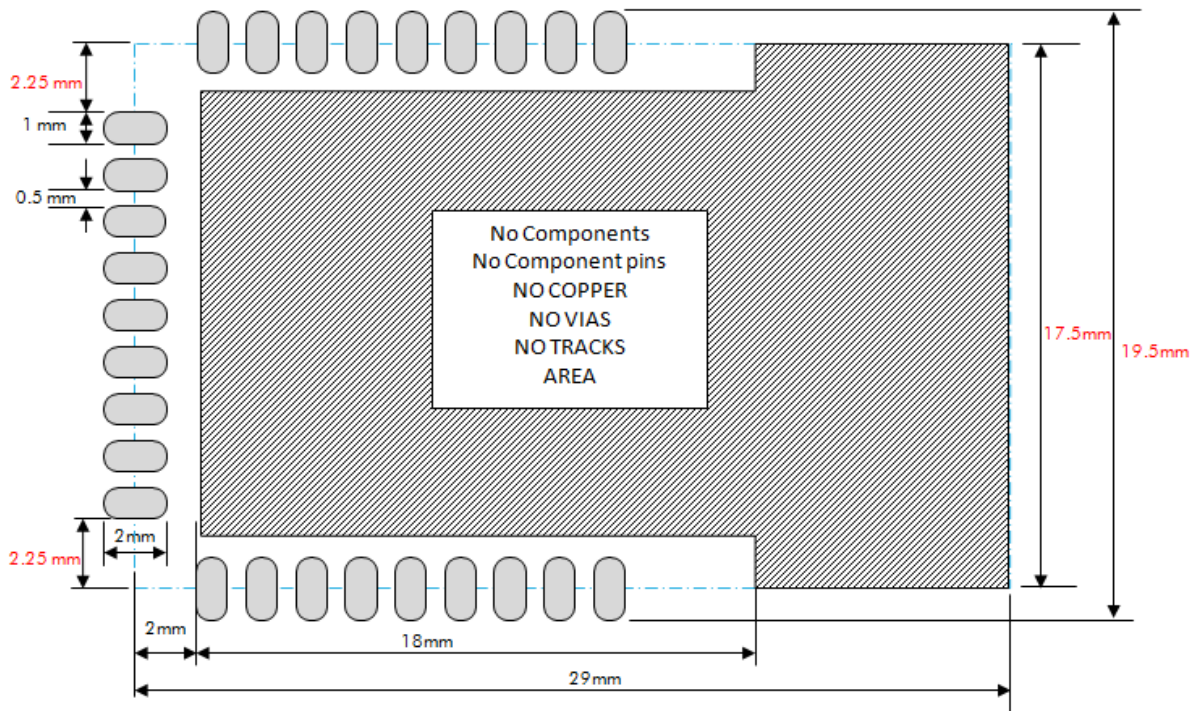 2.25 mm
1 mm
0.5 mm
No Components
No Component pins
NO COPPER
NO VIAS
NO TRACKS
AREA
17.5mm
19.5mm
2mm
2.25 mm
2mm
18mm
29mm